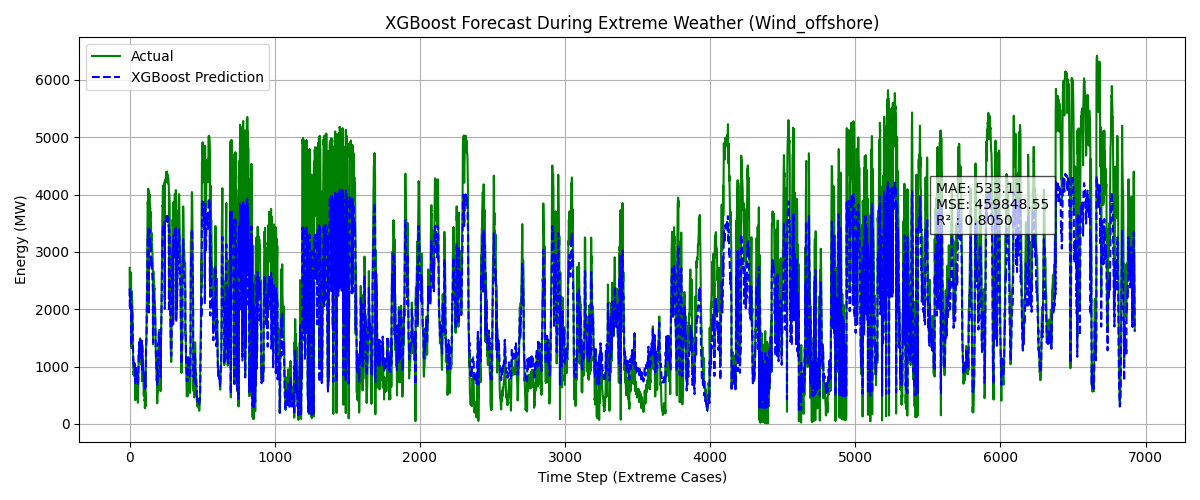 XGBoost Forecast During Extreme Weather (Wind_offshore)
Actual
XGBoost Prediction
MAE: 533.11
MSE: 459848.55
R² : 0.8050
Energy (MW)
6000
5000
4000
3000
2000
1000
0
0 1000 2000 3000 4000 5000 6000 7000
Time Step (Extreme Cases)